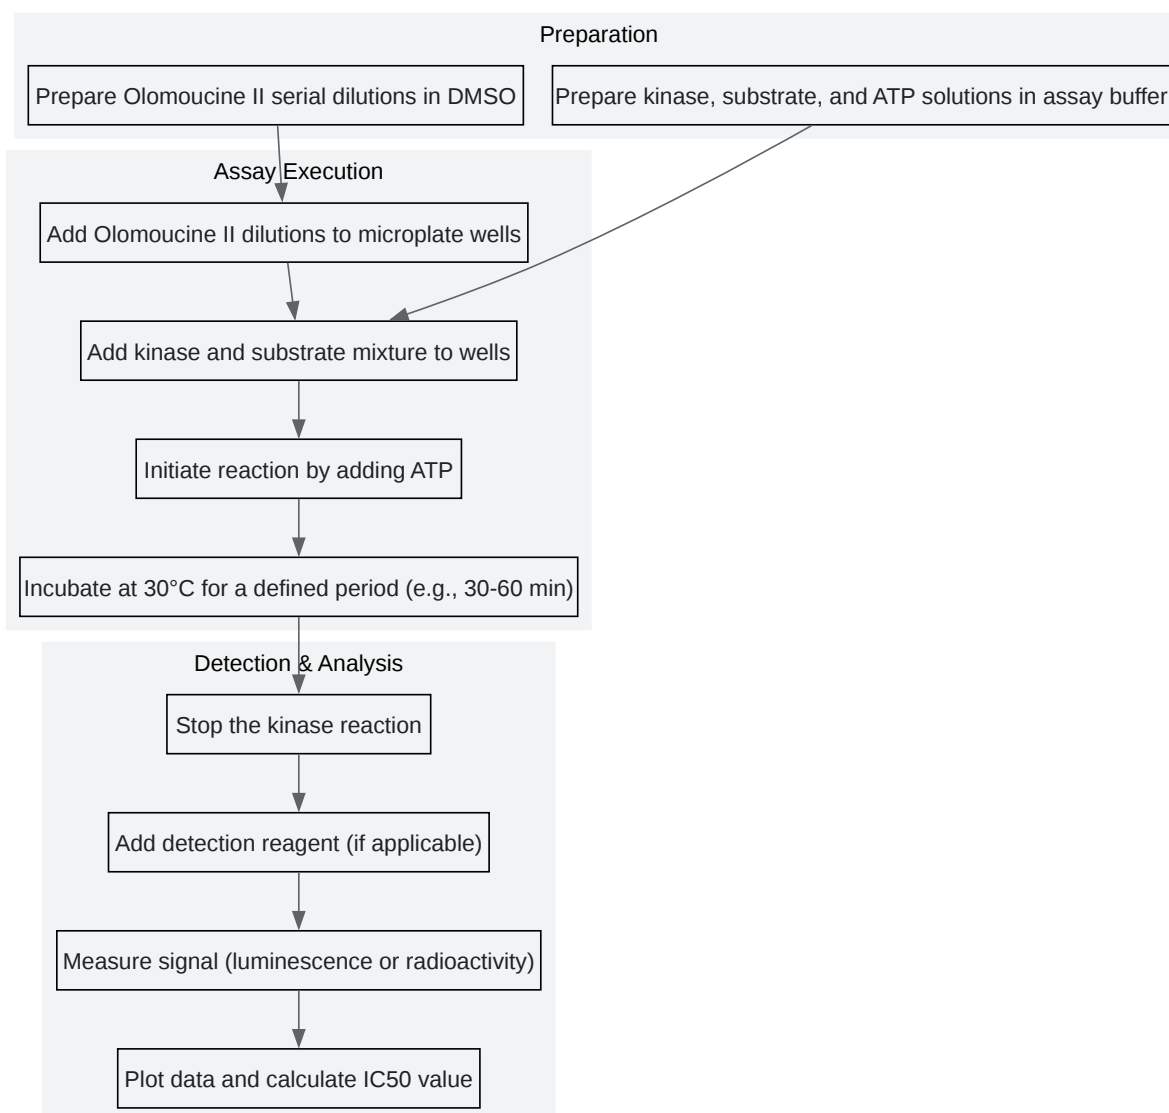 Preparation
Prepare Olomoucine II serial dilutions in DMSO
Prepare kinase, substrate, and ATP solutions in assay buffer
Assay Execution
Add Olomoucine II dilutions to microplate wells
Add kinase and substrate mixture to wells
Initiate reaction by adding ATP
Incubate at 30°C for a defined period (e.g., 30-60 min)
Detection & Analysis
Stop the kinase reaction
Add detection reagent (if applicable)
Measure signal (luminescence or radioactivity)
Plot data and calculate IC50 value